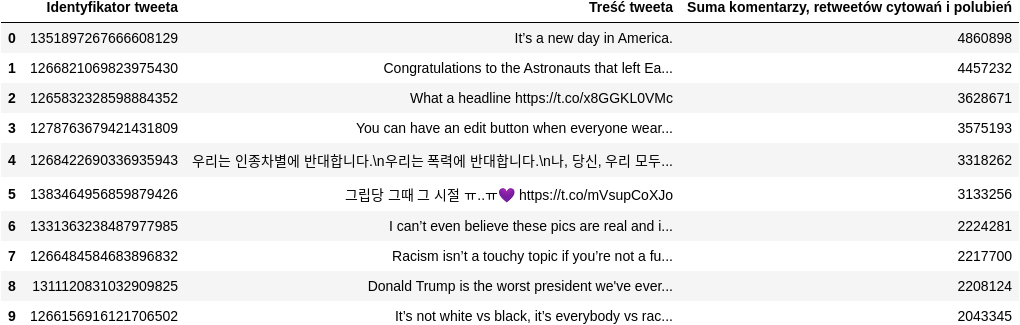 Identyfikator tweeta Treść tweeta Suma komentarzy, retweetów cytowań i polubień
0 1351897267666608129 It’s a new day in America. 4860898
1 1266821069823975430 Congratulations to the Astronauts that left Ea... 4457232
2 1265832328598884352 What a headline https://t.co/x8GGKL0VMc 3628671
3 1278763679421431809 You can have an edit button when everyone wear... 3575193
4 1268422690336935943 우리는 인종차별에 반대합니다.\n우리는 폭력에 반대합니다.\n나, 당신, 우리 모두... 3318262
5 1383464956859879426 그립당 그때 그 시절 ㅠ..ㅠ💜 https://t.co/mVsupCoXJo 3133256
6 1331363238487977985 I can’t even believe these pics are real and i... 2224281
7 1266484584683896832 Racism isn’t a touchy topic if you’re not a fu... 2217700
8 1311120831032909825 Donald Trump is the worst president we've ever... 2208124
9 1266156916121706502 It’s not white vs black, it’s everybody vs rac... 2043345